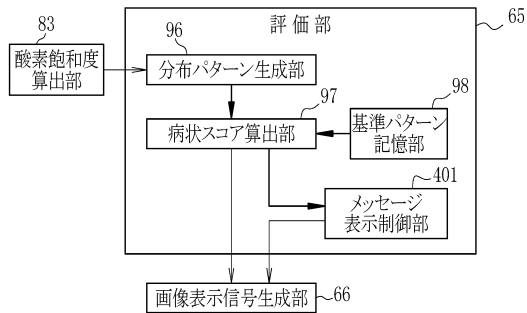 83
酸素飽和度
算出部
評価部
65
96
分布パターン生成部
97
病状スコア算出部
98
基準パターン
記憶部
401
メッセージ
表示制御部
画像表示信号生成部
66